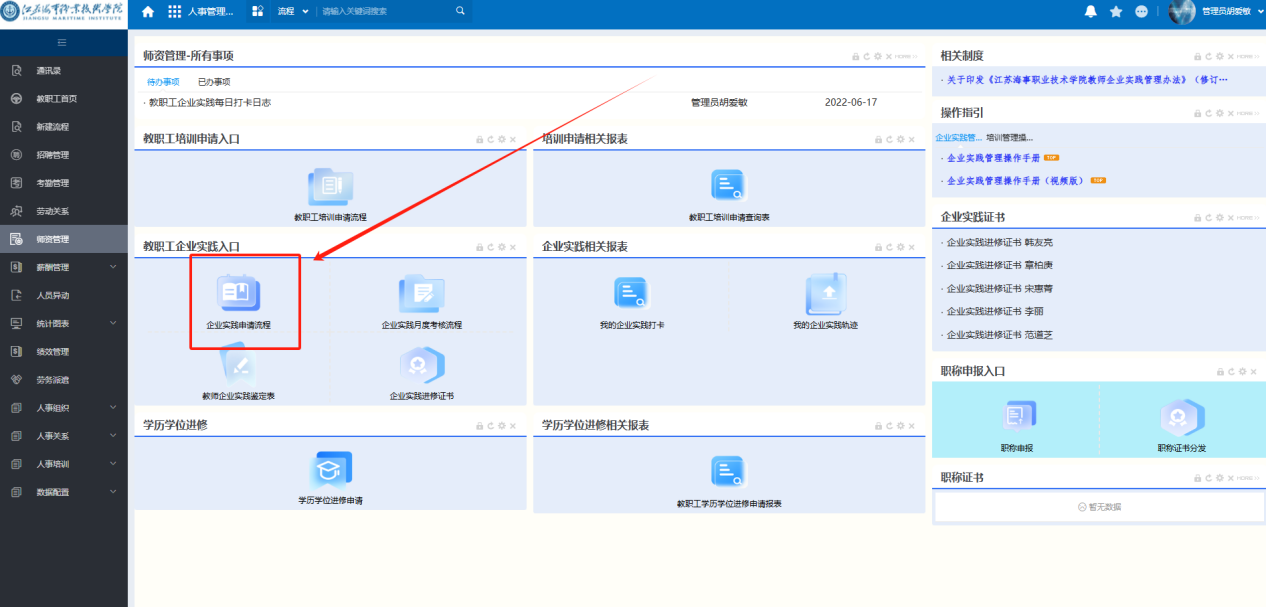 江苏海事职业技术学院
JIANGSU MARITIME INSTITUTE
人事管理... 流程 请输入关键词搜索 管理员胡爱敏
通讯录
教职工首页
新建流程
招聘管理
考勤管理
劳动关系
师资管理
薪酬管理
人员异动
统计图表
绩效管理
劳务派遣
人事组织
人事关系
人事培训
数据配置
师资管理-所有事项 MORE>>
待办事项 已办事项
· 教职工企业实践每日打卡日志 管理员胡爱敏 2022-06-17
教职工培训申请入口
教职工培训申请流程
培训申请相关报表
教职工培训申请查询表
教职工企业实践入口
企业实践申请流程
企业实践月度考核流程
教师企业实践鉴定表
企业实践进修证书
企业实践相关报表
我的企业实践打卡
我的企业实践轨迹
学历学位进修
学历学位进修申请
学历学位进修相关报表
教职工学历学位进修申请报表
相关制度 MORE>>
· 关于印发《江苏海事职业技术学院教师企业实践管理办法》（修订···
操作指引 MORE>>
企业实践管... 培训管理操...
· 企业实践管理操作手册 TOP
· 企业实践管理操作手册（视频版） TOP
企业实践证书 MORE>>
· 企业实践进修证书 韩友亮
· 企业实践进修证书 章柏庚
· 企业实践进修证书 宋惠菁
· 企业实践进修证书 李丽
· 企业实践进修证书 范道芝
职称申报入口
职称申报
职称证书分发
职称证书 MORE>>
暂无数据